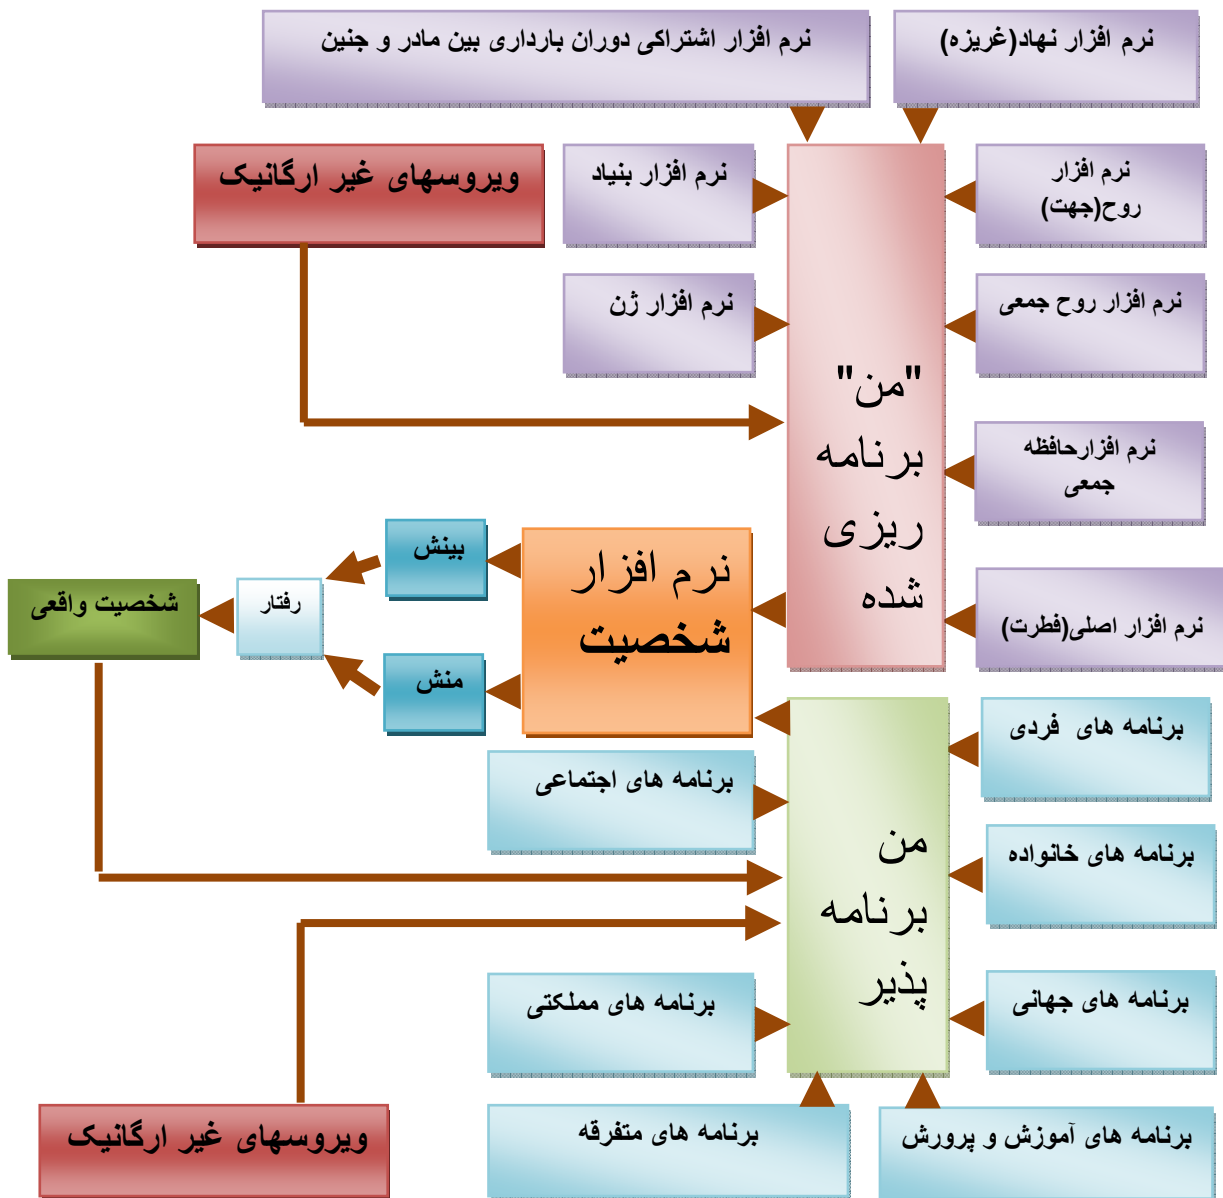 نرم افزار نهاد(غریزه)
نرم افزار اشتراکی دوران بارداری بین مادر و جنین
نرم افزار
روح(جهت)
نرم افزار بنیاد
ویروسهای غیر ارگانیک
نرم افزار روح جمعی
نرم افزار ژن
"من"
برنامه
ریزی
شده
نرم افزارحافظه
جمعی
نرم افزار اصلی(فطرت)
نرم افزار
شخصیت
بینش
منش
رفتار
شخصیت واقعی
برنامه های فردی
برنامه های اجتماعی
برنامه های خانواده
من
برنامه
پذیر
برنامه های جهانی
برنامه های مملکتی
برنامه های آموزش و پرورش
برنامه های متفرقه
ویروسهای غیر ارگانیک